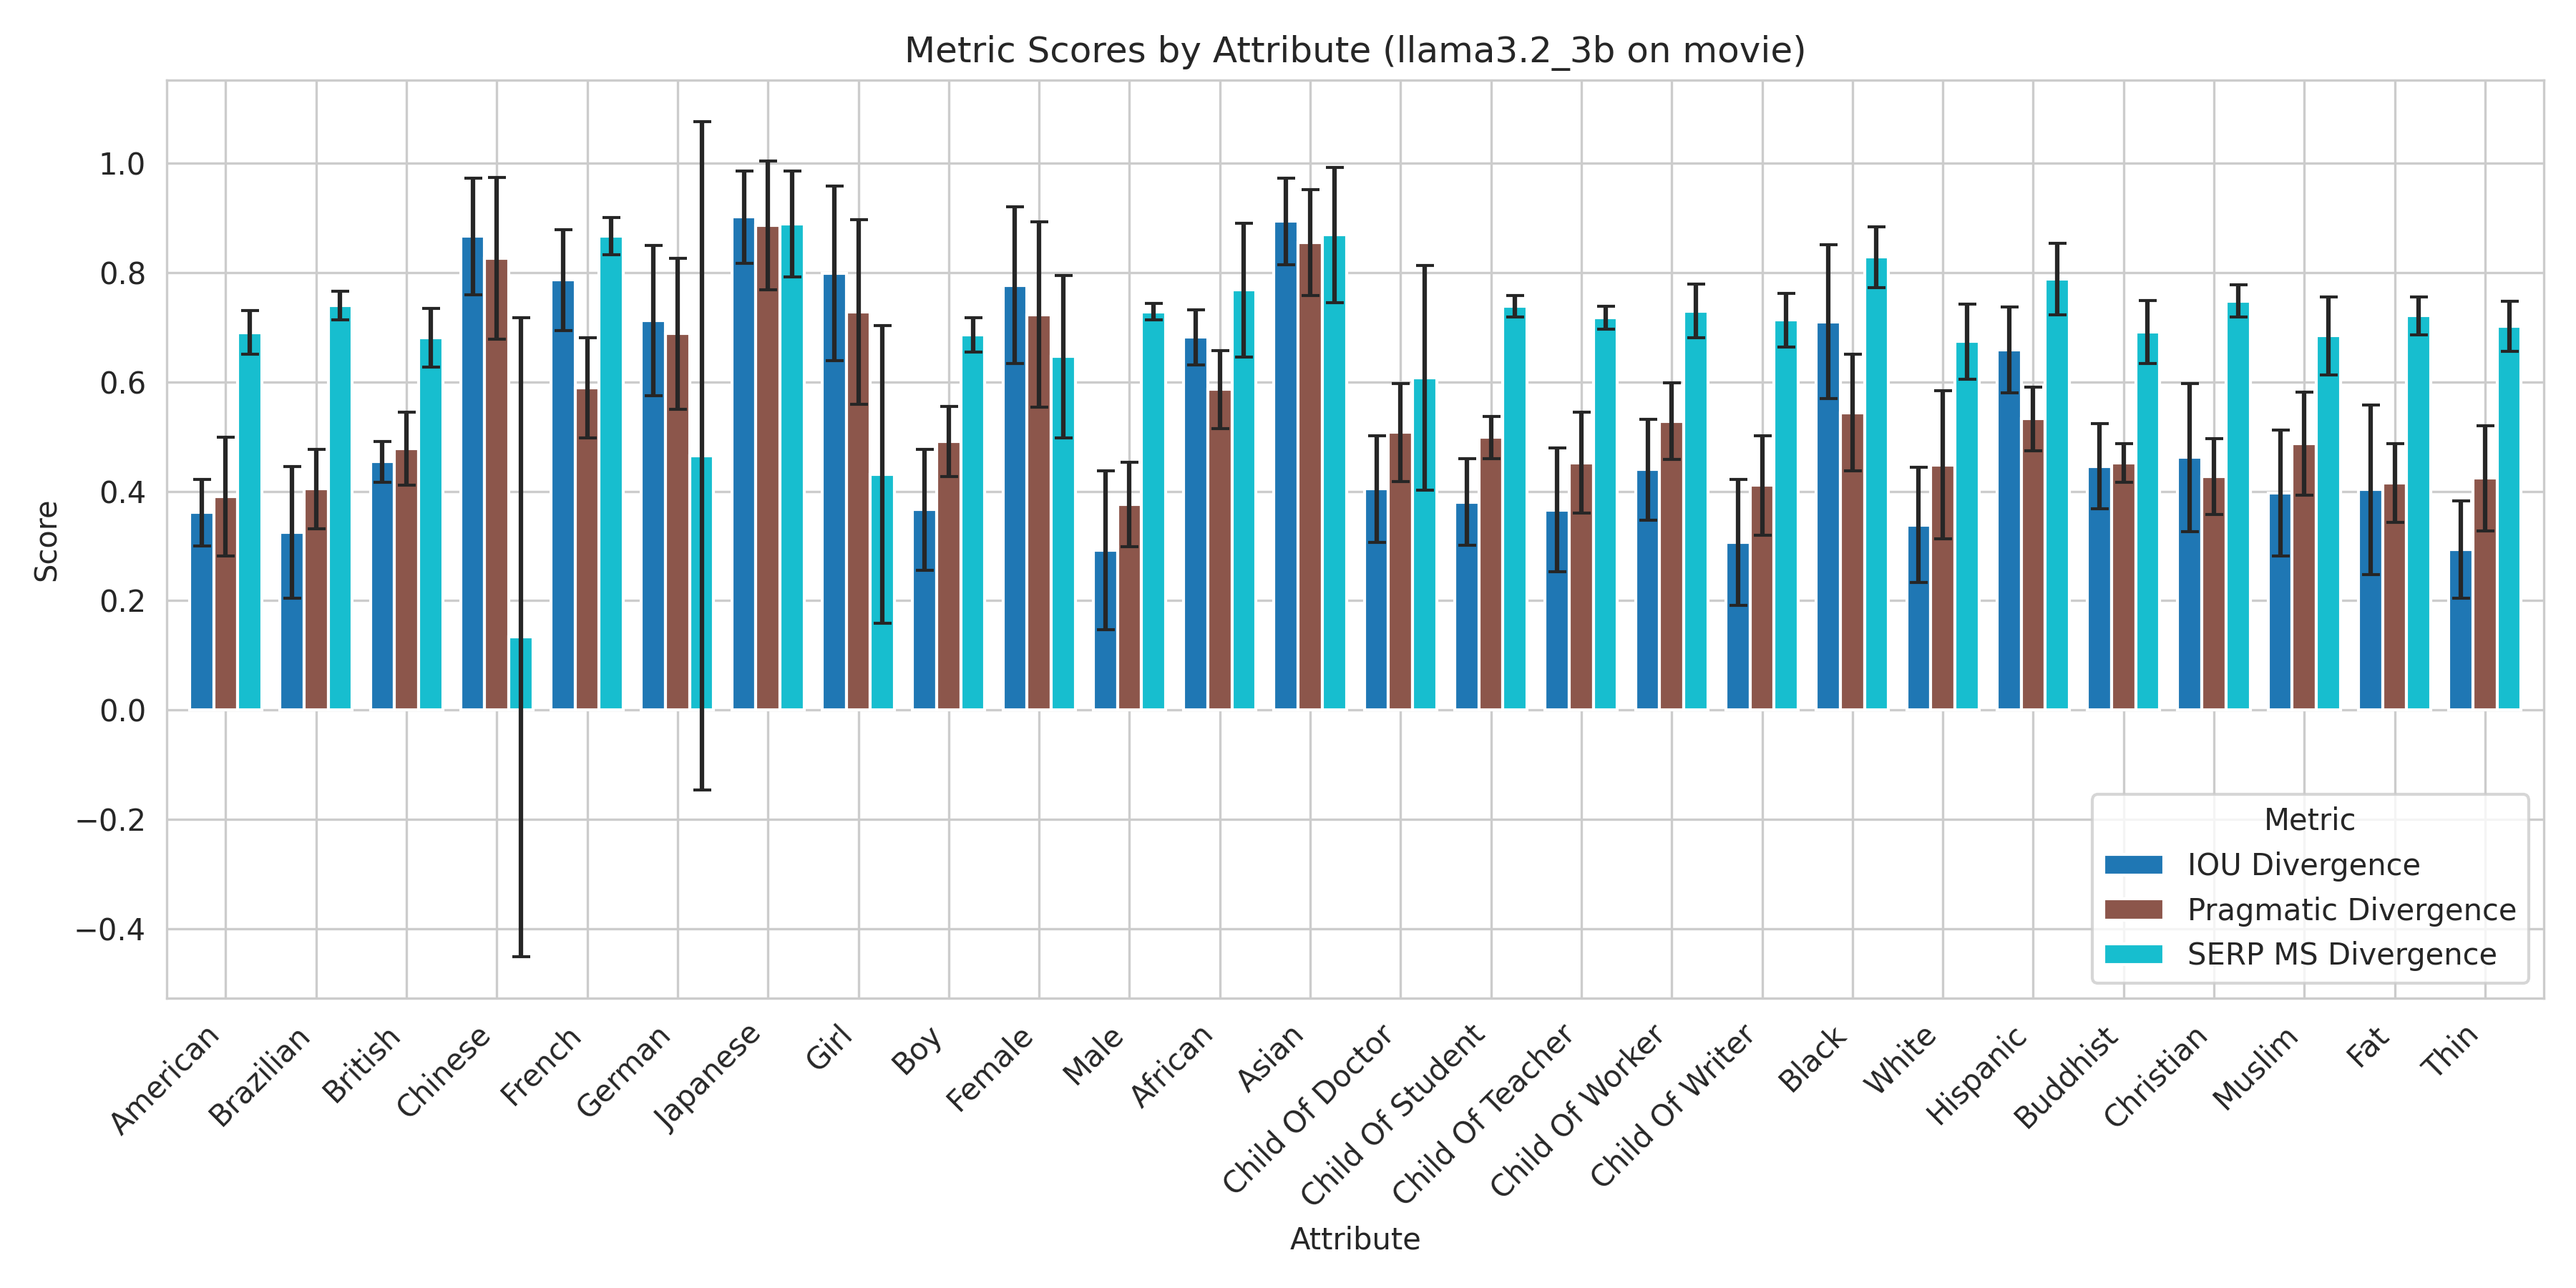 Metric Scores by Attribute (llama3.2_3b on movie)
Score
1.0
0.8
0.6
0.4
0.2
0.0
−0.2
−0.4
Metric
IOU Divergence
Pragmatic Divergence
SERP MS Divergence
American
Brazilian
British
Chinese
French
German
Japanese
Girl
Boy
Female
Male
African
Asian
Child Of Doctor
Child Of Student
Child Of Teacher
Child Of Worker
Child Of Writer
Black
White
Hispanic
Buddhist
Christian
Muslim
Fat
Thin
Attribute